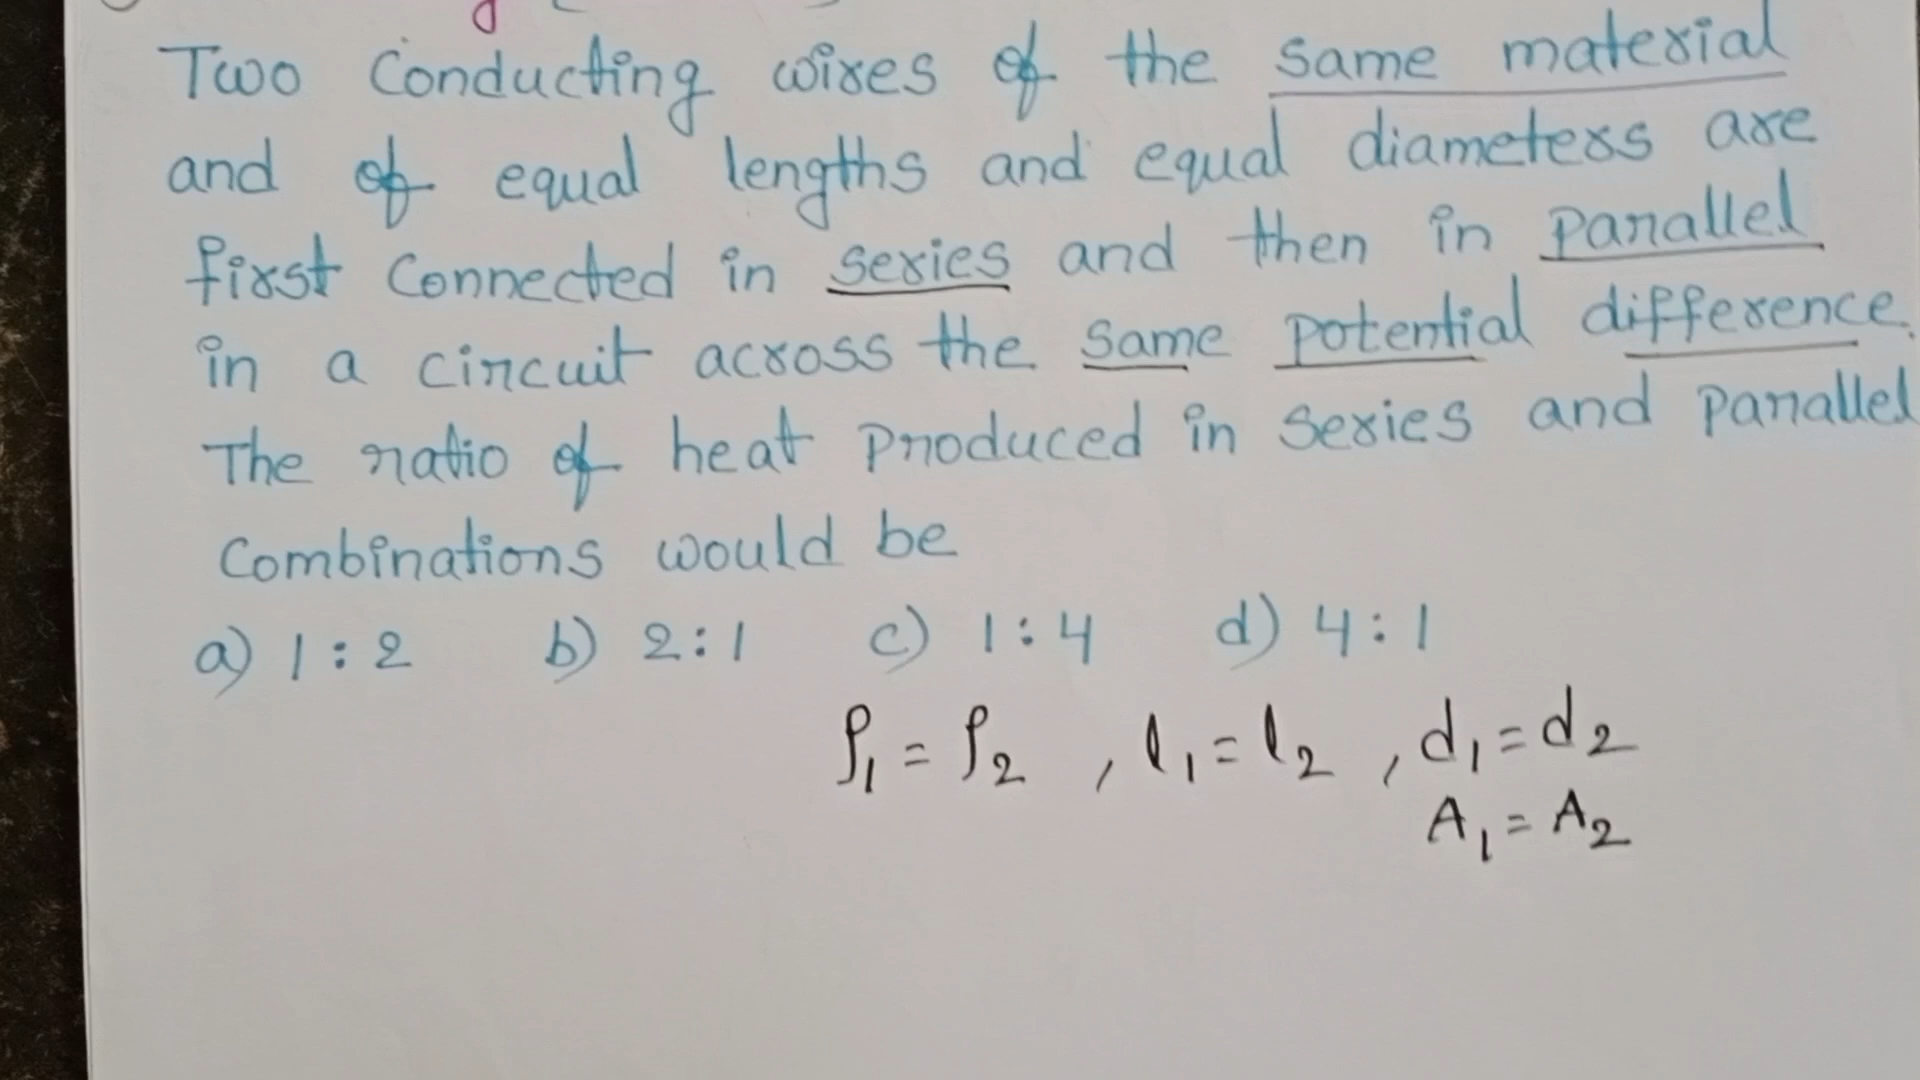 Two conducting wires of the same material
and of equal lengths and equal diameters are
first connected in series and then in parallel
in a circuit across the same potential difference.
The ratio of heat produced in series and parallel
combinations would be
a) 1:2 b) 2:1 c) 1:4 d) 4:1
ρ₁ = ρ₂ , l₁ = l₂ , d₁ = d₂
A₁ = A₂